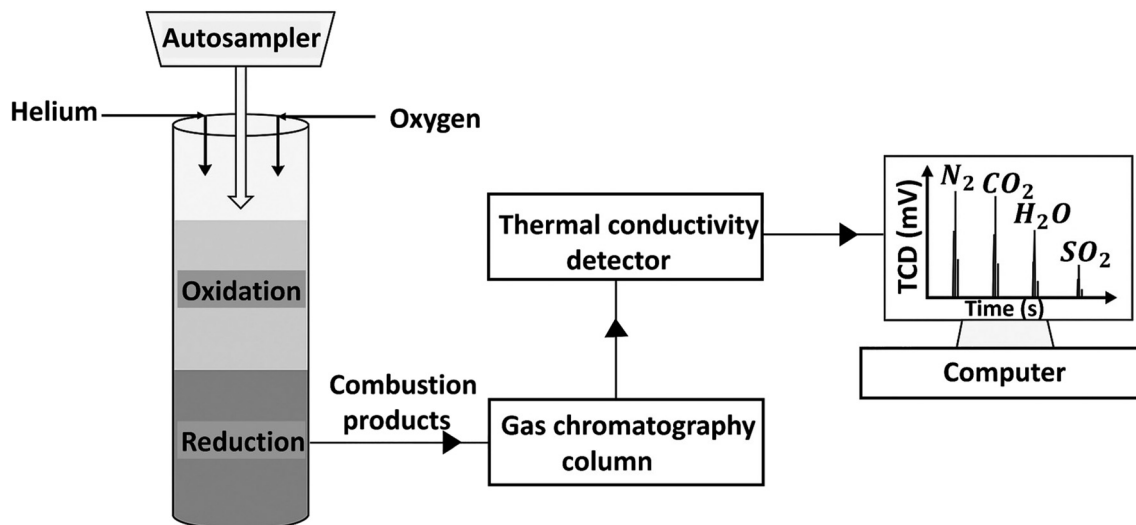 Autosampler
Helium
Oxygen
Oxidation
Reduction
Combustion
products
Gas chromatography
column
Thermal conductivity
detector
TCD (mV)
N₂
CO₂
H₂O
SO₂
Time (s)
Computer